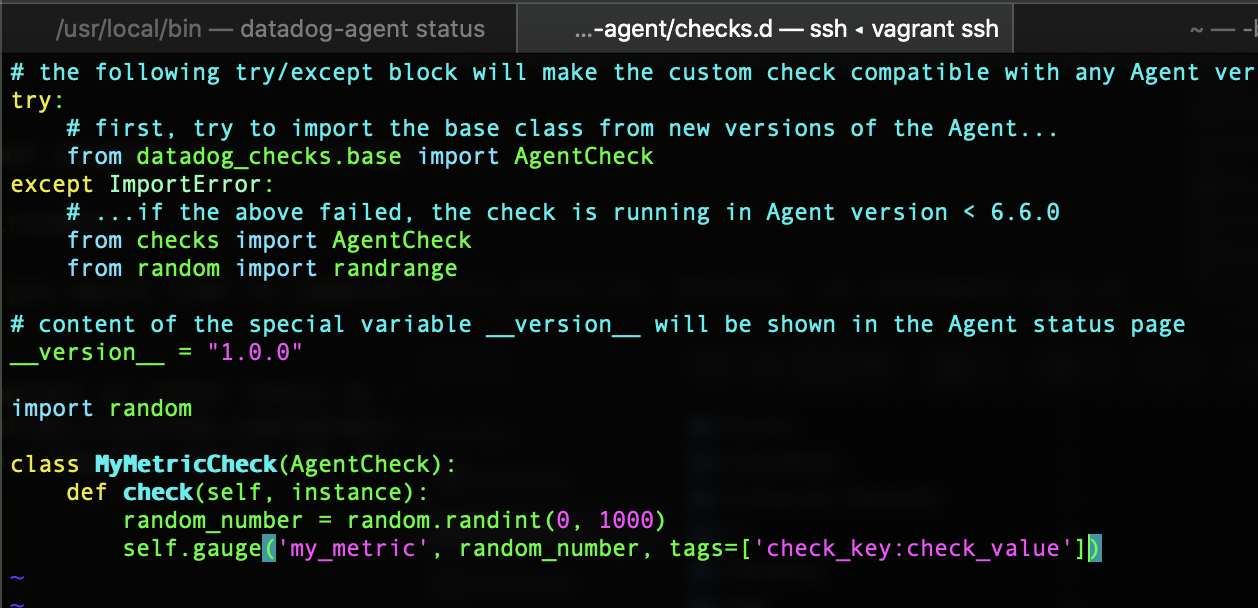 /usr/local/bin — datadog-agent status
...-agent/checks.d — ssh ◂ vagrant ssh
~ — -b
# the following try/except block will make the custom check compatible with any Agent ver
try:
    # first, try to import the base class from new versions of the Agent...
    from datadog_checks.base import AgentCheck
except ImportError:
    # ...if the above failed, the check is running in Agent version < 6.6.0
    from checks import AgentCheck
    from random import randrange

# content of the special variable __version__ will be shown in the Agent status page
__version__ = "1.0.0"

import random

class MyMetricCheck(AgentCheck):
    def check(self, instance):
        random_number = random.randint(0, 1000)
        self.gauge('my_metric', random_number, tags=['check_key:check_value'])
~
~